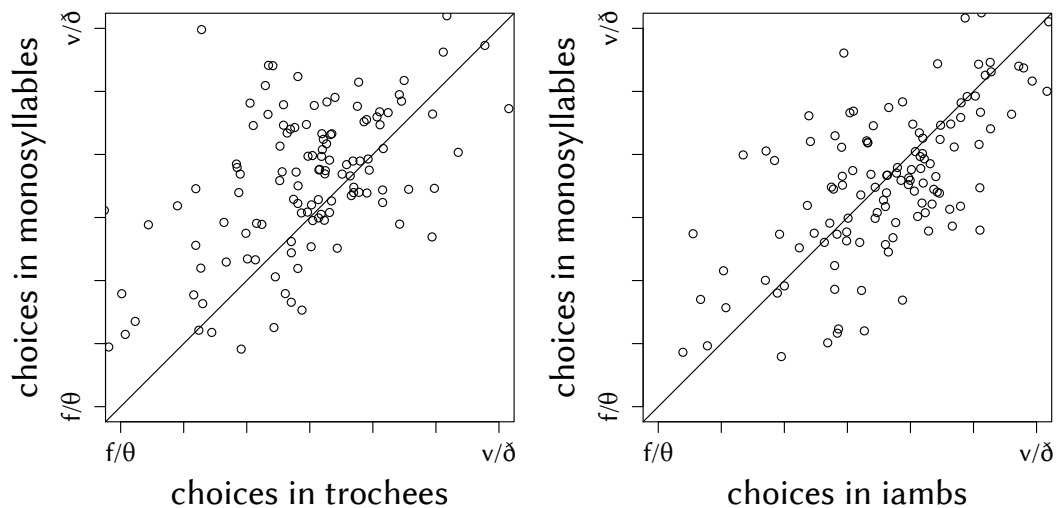 choices in monosyllables
v/ð
f/θ
f/θ
v/ð
choices in trochees
choices in monosyllables
v/ð
f/θ
f/θ
v/ð
choices in iambs